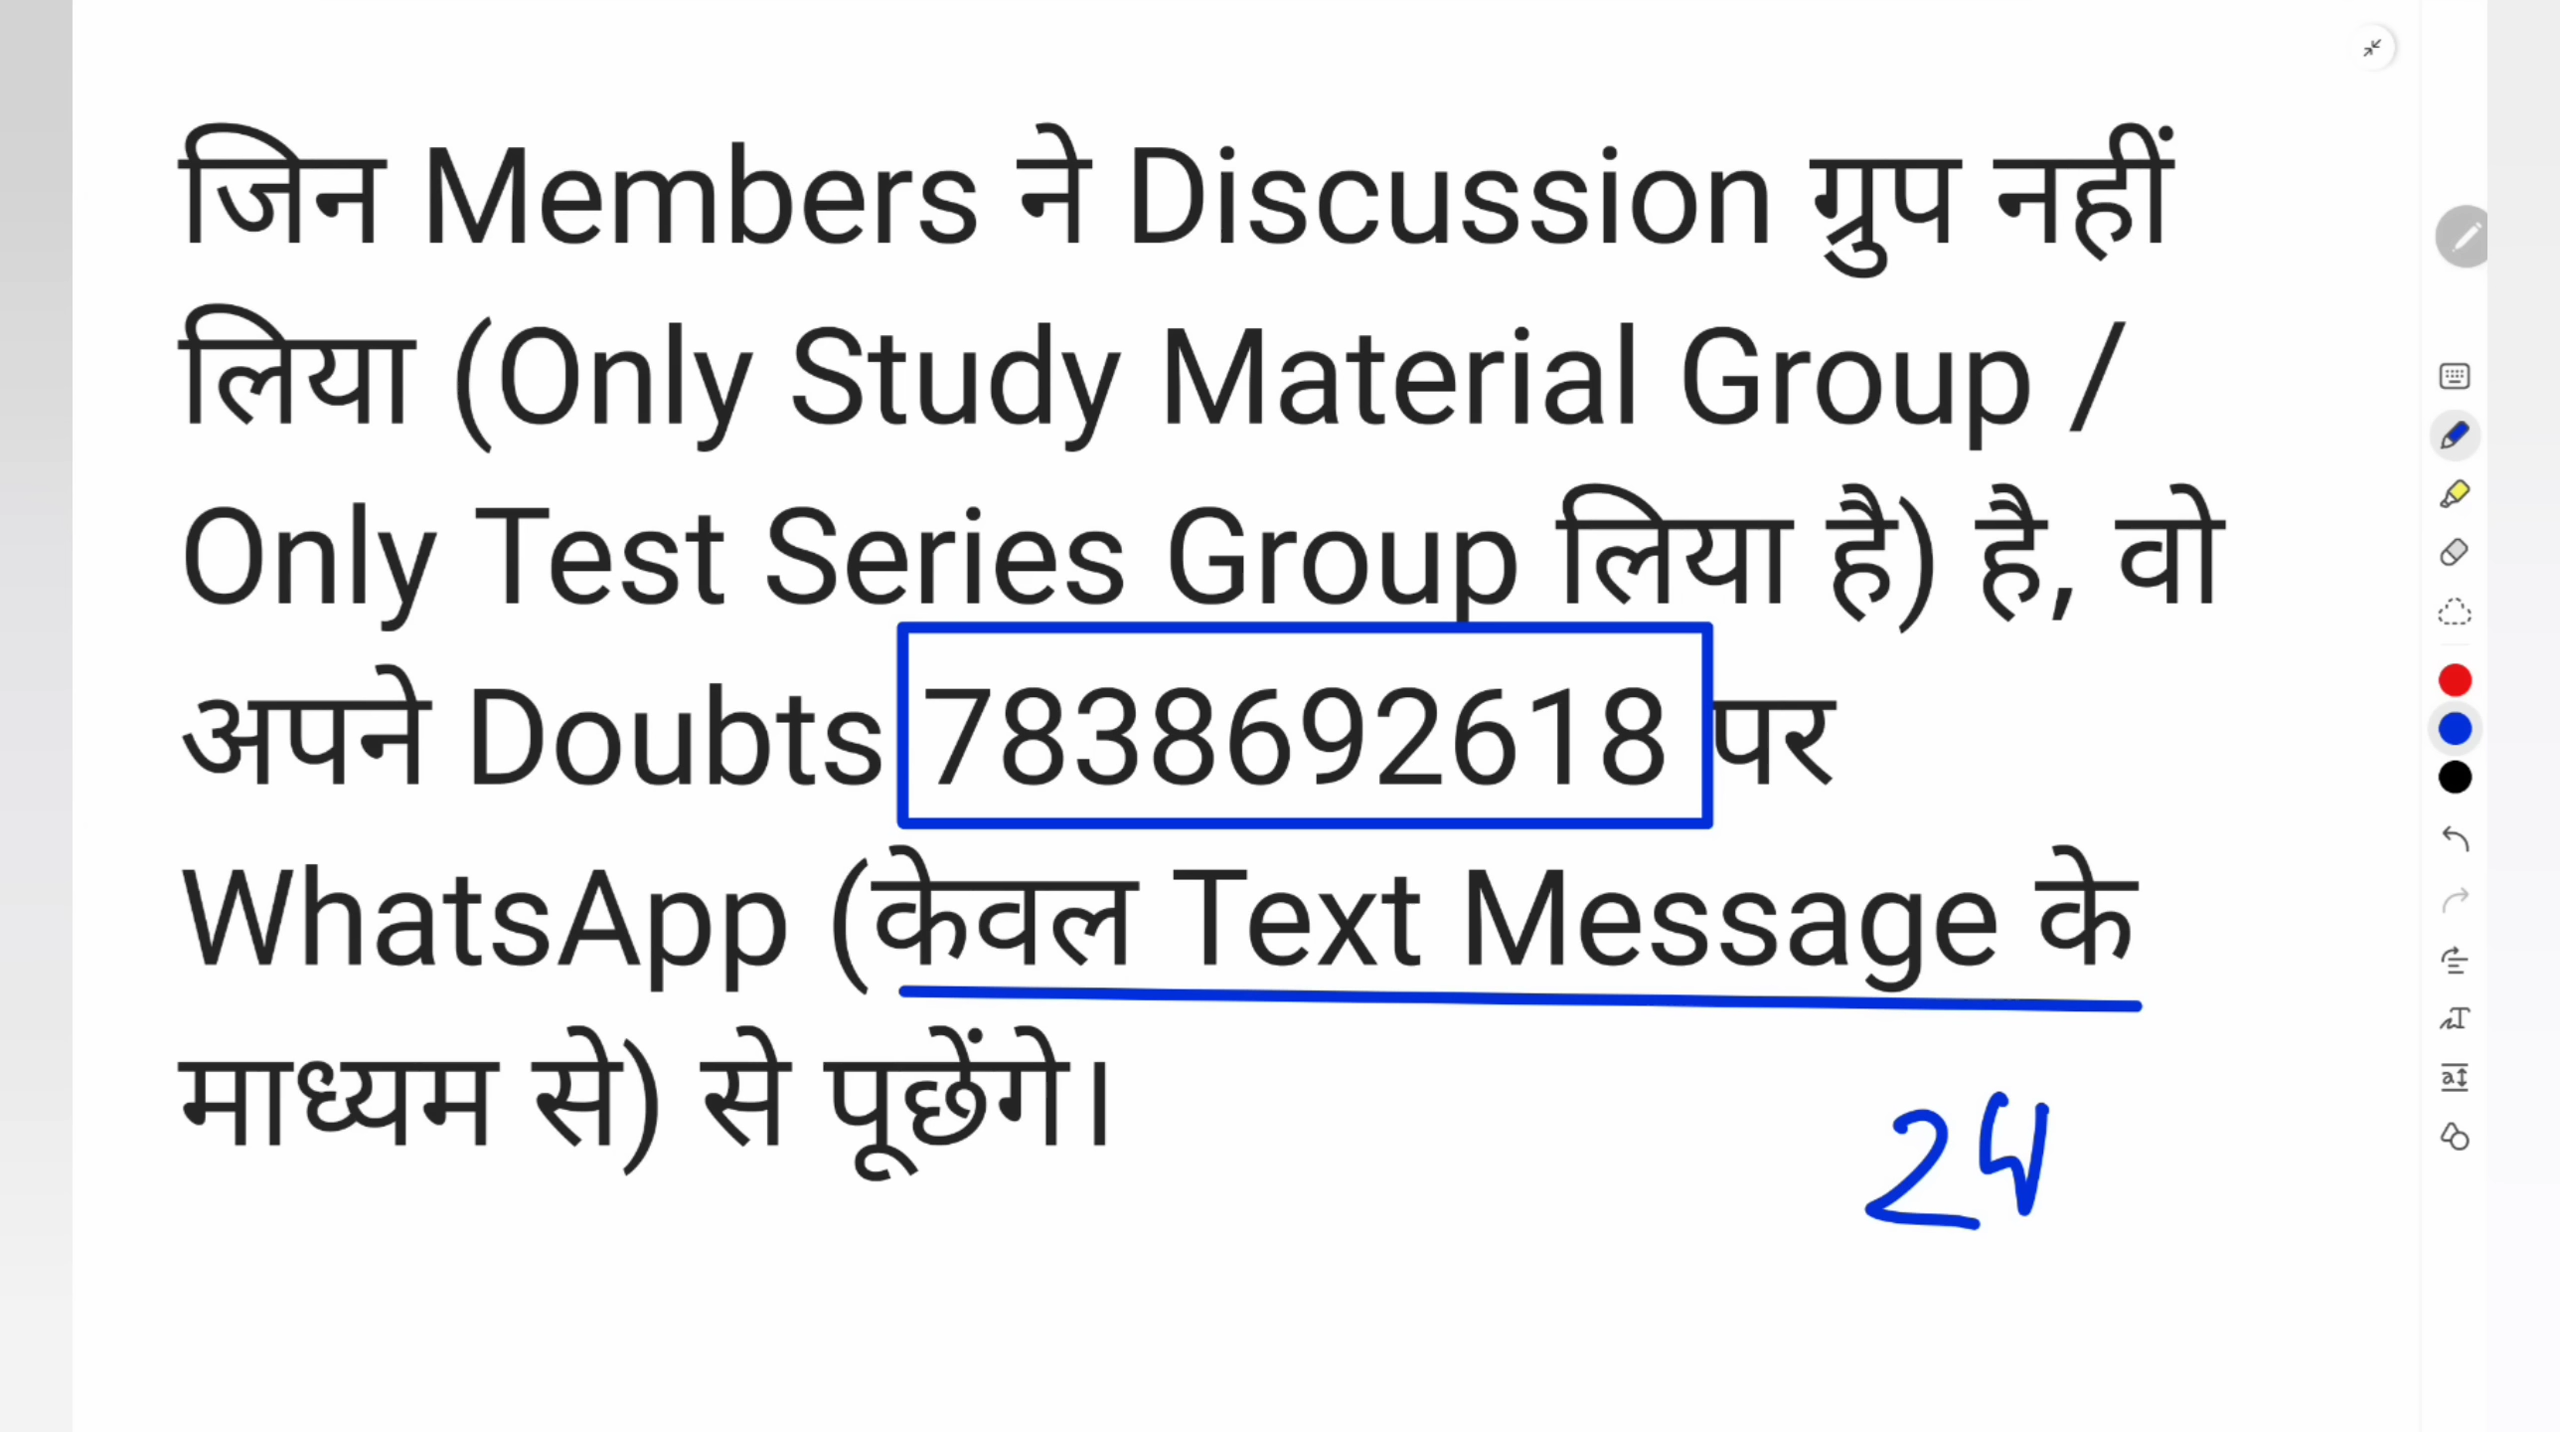 जिन Members ने Discussion ग्रुप नहीं
लिया (Only Study Material Group /
Only Test Series Group लिया है) है, वो
अपने Doubts 7838692618 पर
WhatsApp (केवल Text Message के
माध्यम से) से पूछेंगे।
24